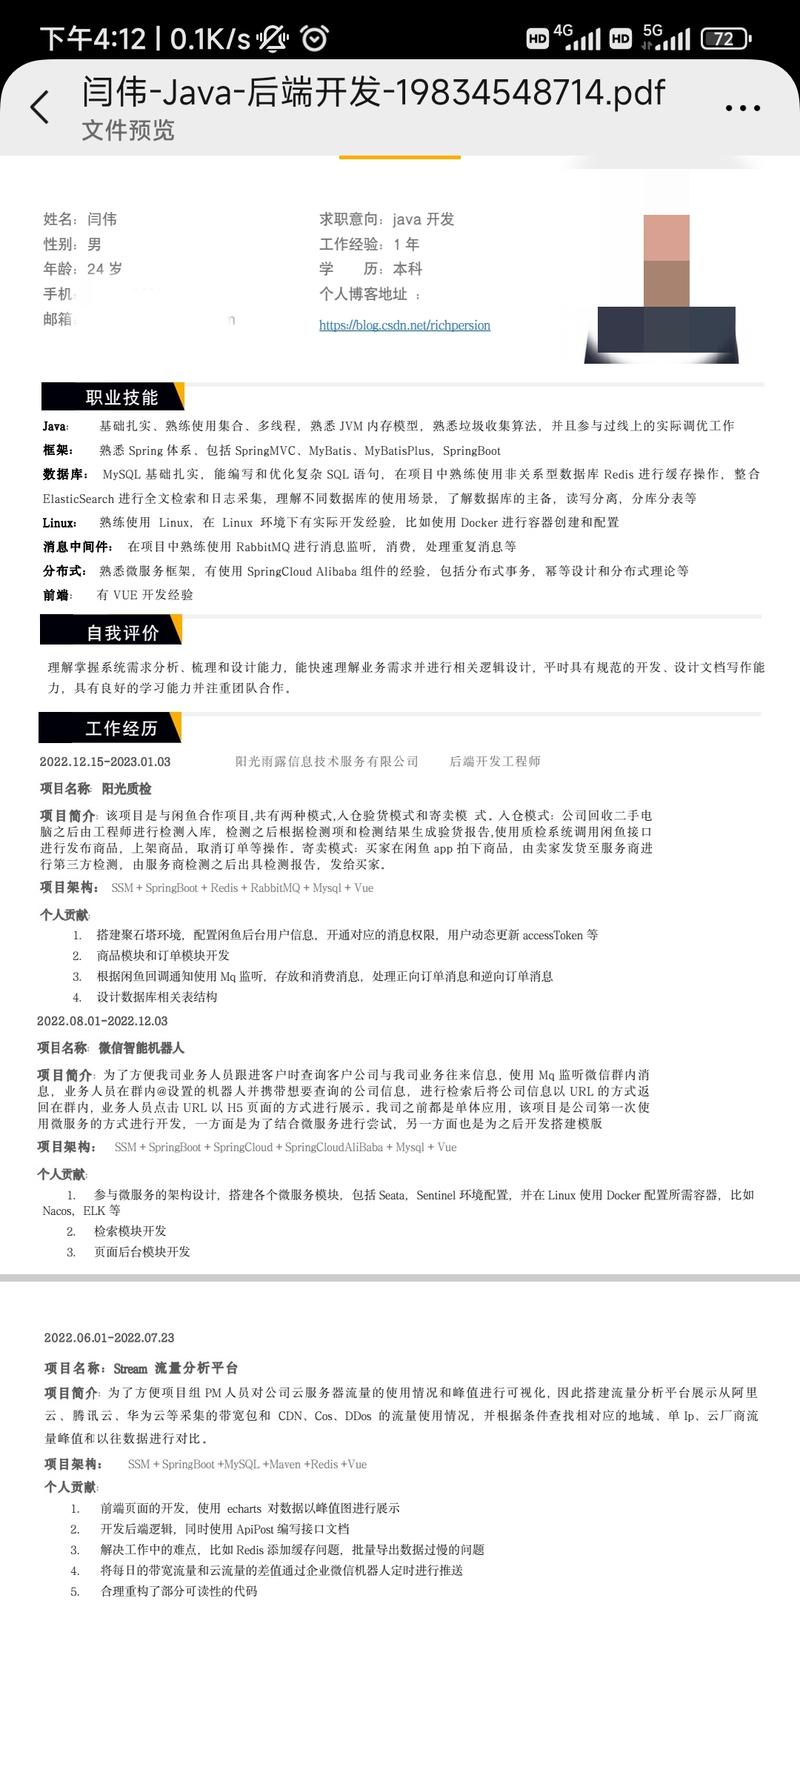 下午4:12 | 0.1K/s HD 4G HD 5G 72
闫伟-Java-后端开发-19834548714.pdf
文件预览
姓名：闫伟 求职意向：java 开发
性别：男 工作经验：1 年
年龄：24 岁 学 历：本科
手机: 个人博客地址 ：
邮箱: https://blog.csdn.net/richpersion
职业技能
Java: 基础扎实、熟练使用集合、多线程，熟悉 JVM 内存模型，熟悉垃圾收集算法，并且参与过线上的实际调优工作
框架: 熟悉 Spring 体系、包括 SpringMVC、MyBatis、MyBatisPlus，SpringBoot
数据库: MySQL 基础扎实，能编写和优化复杂 SQL 语句，在项目中熟练使用非关系型数据库 Redis 进行缓存操作，整合
ElasticSearch 进行全文检索和日志采集，理解不同数据库的使用场景，了解数据库的主备，读写分离，分库分表等
Linux: 熟练使用 Linux，在 Linux 环境下有实际开发经验，比如使用 Docker 进行容器创建和配置
消息中间件: 在项目中熟练使用 RabbitMQ 进行消息监听，消费，处理重复消息等
分布式: 熟悉微服务框架，有使用 SpringCloud Alibaba 组件的经验，包括分布式事务，幂等设计和分布式理论等
前端: 有 VUE 开发经验
自我评价
理解掌握系统需求分析、梳理和设计能力，能快速理解业务需求并进行相关逻辑设计，平时具有规范的开发、设计文档写作能
力，具有良好的学习能力并注重团队合作。
工作经历
2022.12.15-2023.01.03 阳光雨露信息技术服务有限公司 后端开发工程师
项目名称: 阳光质检
项目简介: 该项目是与闲鱼合作项目,共有两种模式,入仓验货模式和寄卖模 式。入仓模式：公司回收二手电
脑之后由工程师进行检测入库，检测之后根据检测项和检测结果生成验货报告,使用质检系统调用闲鱼接口
进行发布商品，上架商品，取消订单等操作。寄卖模式：买家在闲鱼 app 拍下商品，由卖家发货至服务商进
行第三方检测，由服务商检测之后出具检测报告，发给买家。
项目架构: SSM + SpringBoot + Redis + RabbitMQ + Mysql + Vue
个人贡献:
1. 搭建聚石塔环境，配置闲鱼后台用户信息，开通对应的消息权限，用户动态更新 accessToken 等
2. 商品模块和订单模块开发
3. 根据闲鱼回调通知使用 Mq 监听，存放和消费消息，处理正向订单消息和逆向订单消息
4. 设计数据库相关表结构
2022.08.01-2022.12.03
项目名称: 微信智能机器人
项目简介: 为了方便我司业务人员跟进客户时查询客户公司与我司业务往来信息，使用 Mq 监听微信群内消
息，业务人员在群内@设置的机器人并携带想要查询的公司信息，进行检索后将公司信息以 URL 的方式返
回在群内，业务人员点击 URL 以 H5 页面的方式进行展示。我司之前都是单体应用，该项目是公司第一次使
用微服务的方式进行开发，一方面是为了结合微服务进行尝试，另一方面也是为之后开发搭建模版
项目架构: SSM + SpringBoot + SpringCloud + SpringCloudAliBaba + Mysql + Vue
个人贡献:
1. 参与微服务的架构设计，搭建各个微服务模块，包括 Seata，Sentinel 环境配置，并在 Linux 使用 Docker 配置所需容器，比如
Nacos，ELK 等
2. 检索模块开发
3. 页面后台模块开发
2022.06.01-2022.07.23
项目名称: Stream 流量分析平台
项目简介: 为了方便项目组 PM 人员对公司云服务器流量的使用情况和峰值进行可视化，因此搭建流量分析平台展示从阿里
云、腾讯云、华为云等采集的带宽包和 CDN、Cos、DDos 的流量使用情况，并根据条件查找相对应的地域、单 Ip、云厂商流
量峰值和以往数据进行对比。
项目架构: SSM + SpringBoot +MySQL +Maven +Redis +Vue
个人贡献:
1. 前端页面的开发，使用 echarts 对数据以峰值图进行展示
2. 开发后端逻辑，同时使用 ApiPost 编写接口文档
3. 解决工作中的难点，比如 Redis 添加缓存问题，批量导出数据过慢的问题
4. 将每日的带宽流量和云流量的差值通过企业微信机器人定时进行推送
5. 合理重构了部分可读性的代码